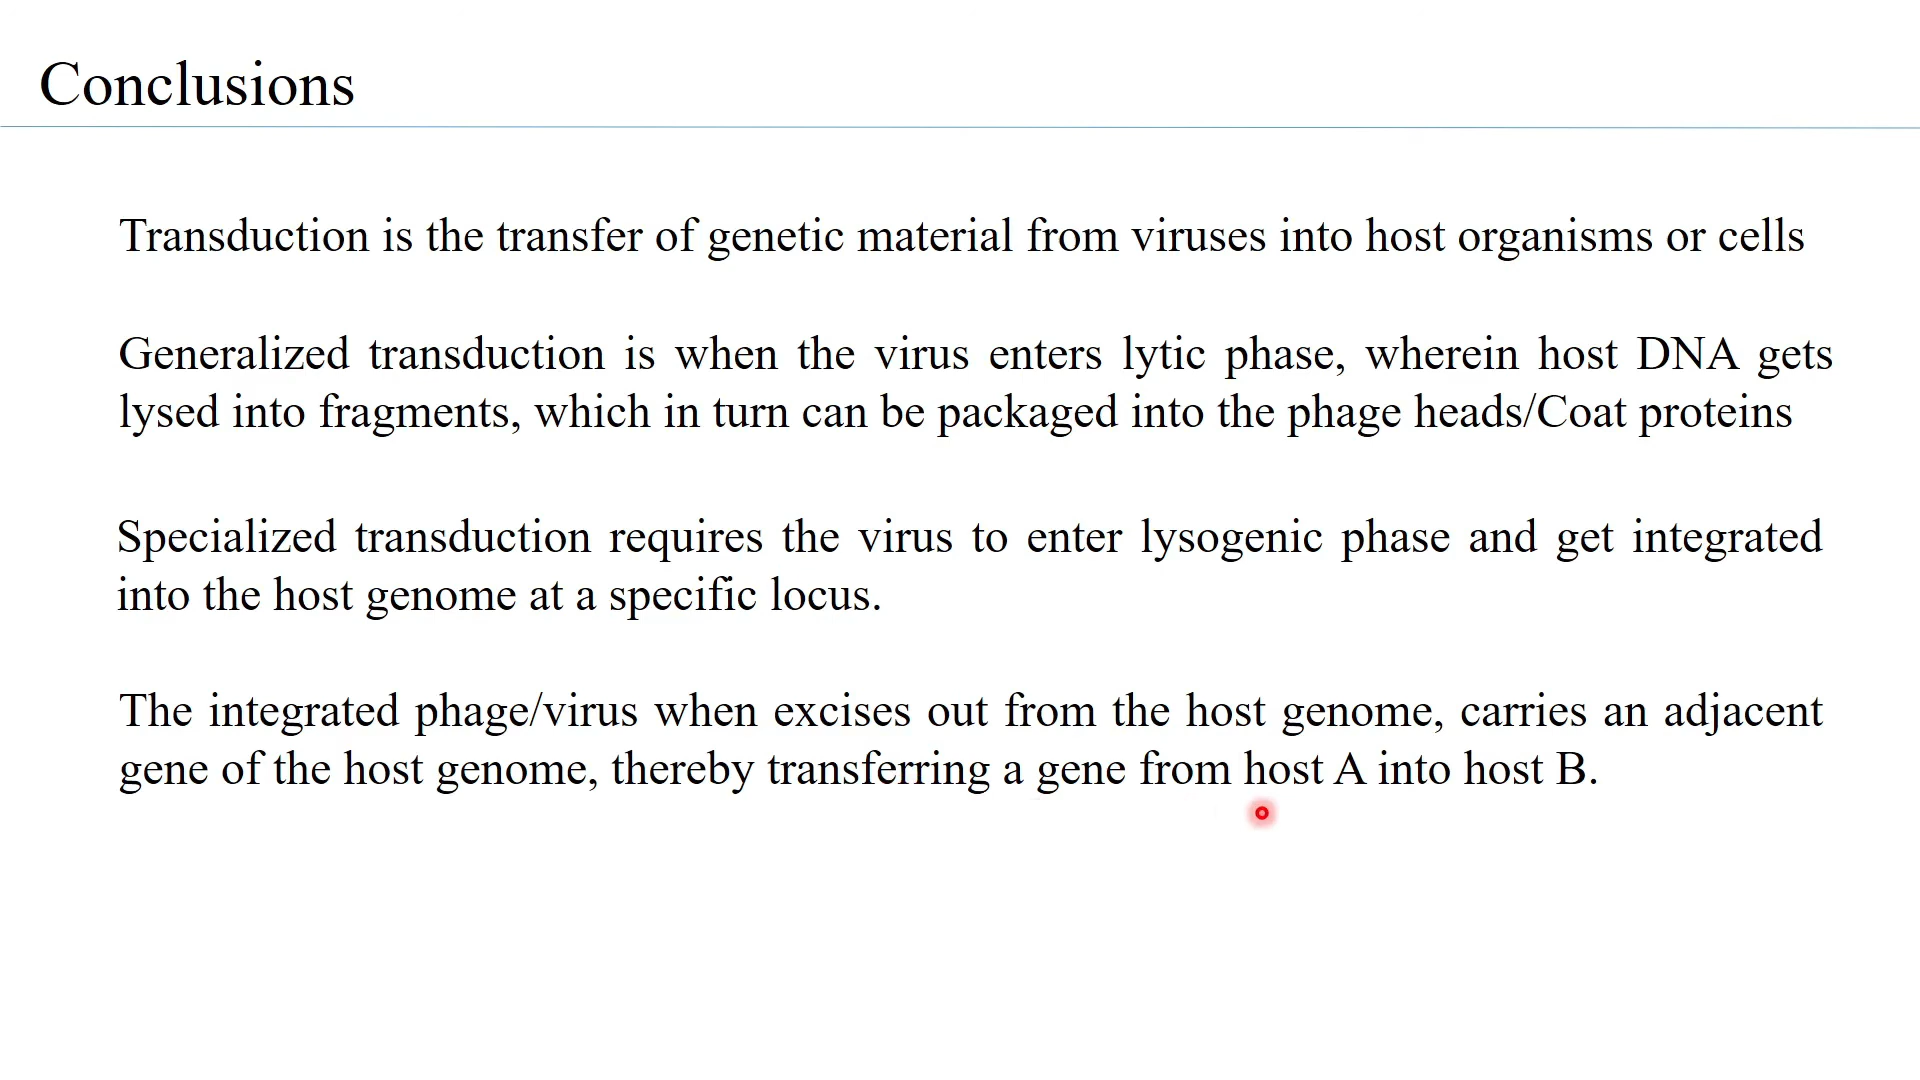 Conclusions
Transduction is the transfer of genetic material from viruses into host organisms or cells
Generalized transduction is when the virus enters lytic phase, wherein host DNA gets
lysed into fragments, which in turn can be packaged into the phage heads/Coat proteins
Specialized transduction requires the virus to enter lysogenic phase and get integrated
into the host genome at a specific locus.
The integrated phage/virus when excises out from the host genome, carries an adjacent
gene of the host genome, thereby transferring a gene from host A into host B.